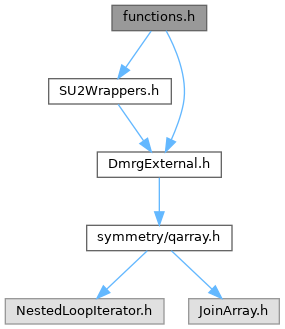 functions.h
SU2Wrappers.h
DmrgExternal.h
symmetry/qarray.h
NestedLoopIterator.h
JoinArray.h